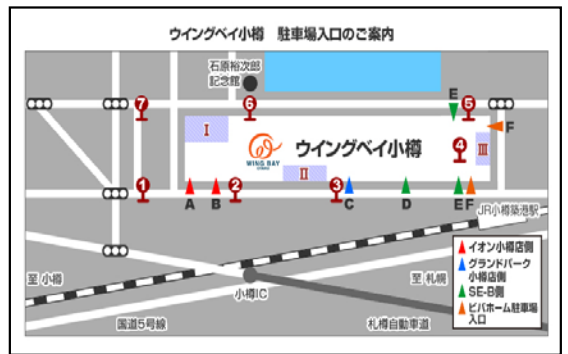 ウイングベイ小樽 駐車場入口のご案内
石原裕次郎
記念館
7
6
E
5
I
F
WING BAY
OTARU
ウイングベイ小樽
4
III
II
1
2
3
A
B
C
D
E
F
JR小樽築港駅
至 小樽
小樽IC
至 札幌
国道5号線
札幌自動車道
イオン小樽店側
グランドパーク
小樽店側
SE-B側
ビバホーム駐車場
入口